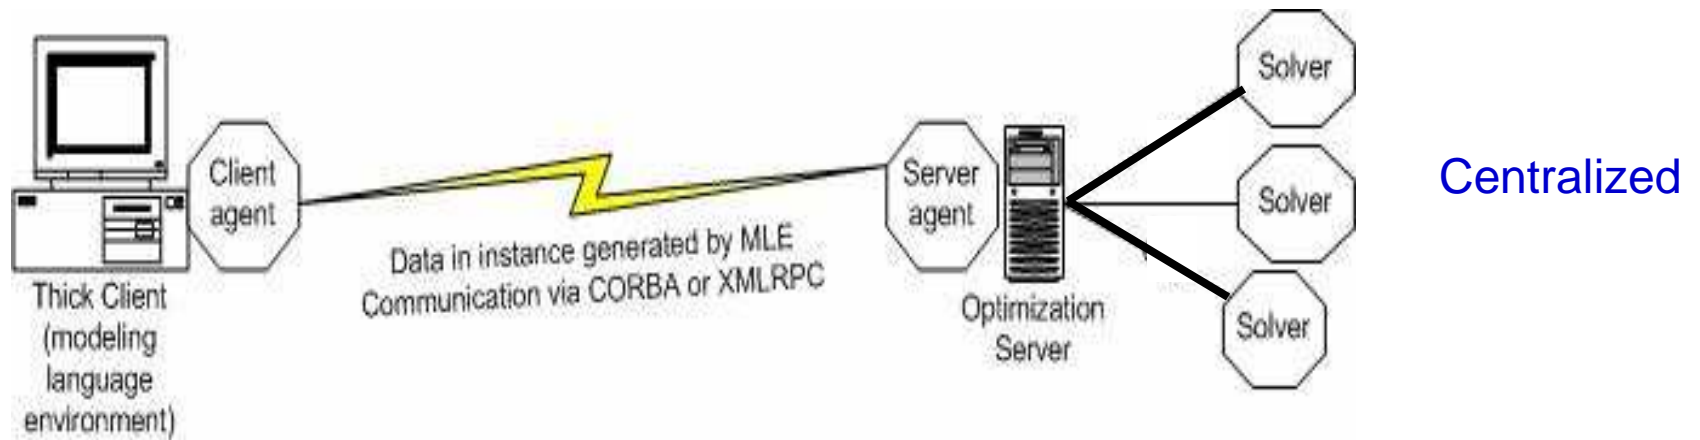 Client
agent
Thick Client
(modeling
language
environment)
Data in instance generated by MLE
Communication via CORBA or XMLRPC
Server
agent
Optimization
Server
Solver
Solver
Solver
Centralized